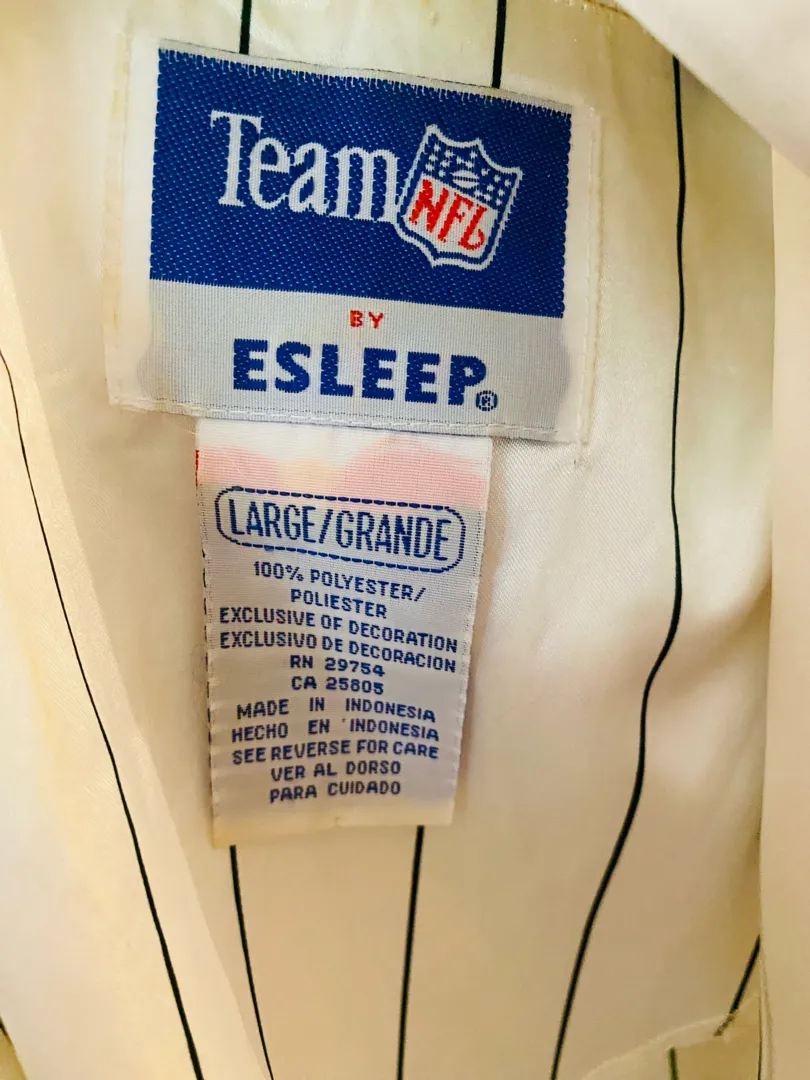 Team NFL
BY
ESLEEP®
LARGE/GRANDE
100% POLYESTER/
POLIESTER
EXCLUSIVE OF DECORATION
EXCLUSIVO DE DECORACION
RN 29754
CA 25805
MADE IN INDONESIA
HECHO EN INDONESIA
SEE REVERSE FOR CARE
VER AL DORSO
PARA CUIDADO